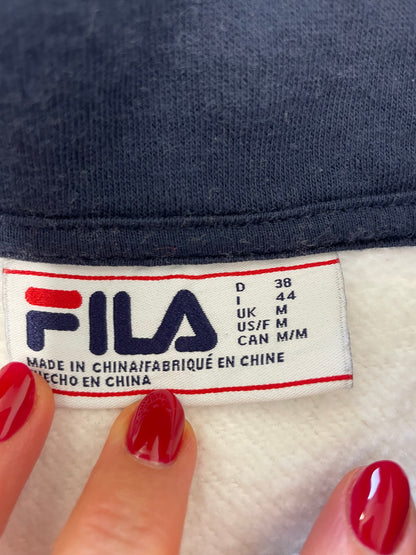 FILA
D 38
I 44
UK M
US/F M
CAN M/M
MADE IN CHINA/FABRIQUÉ EN CHINE
HECHO EN CHINA